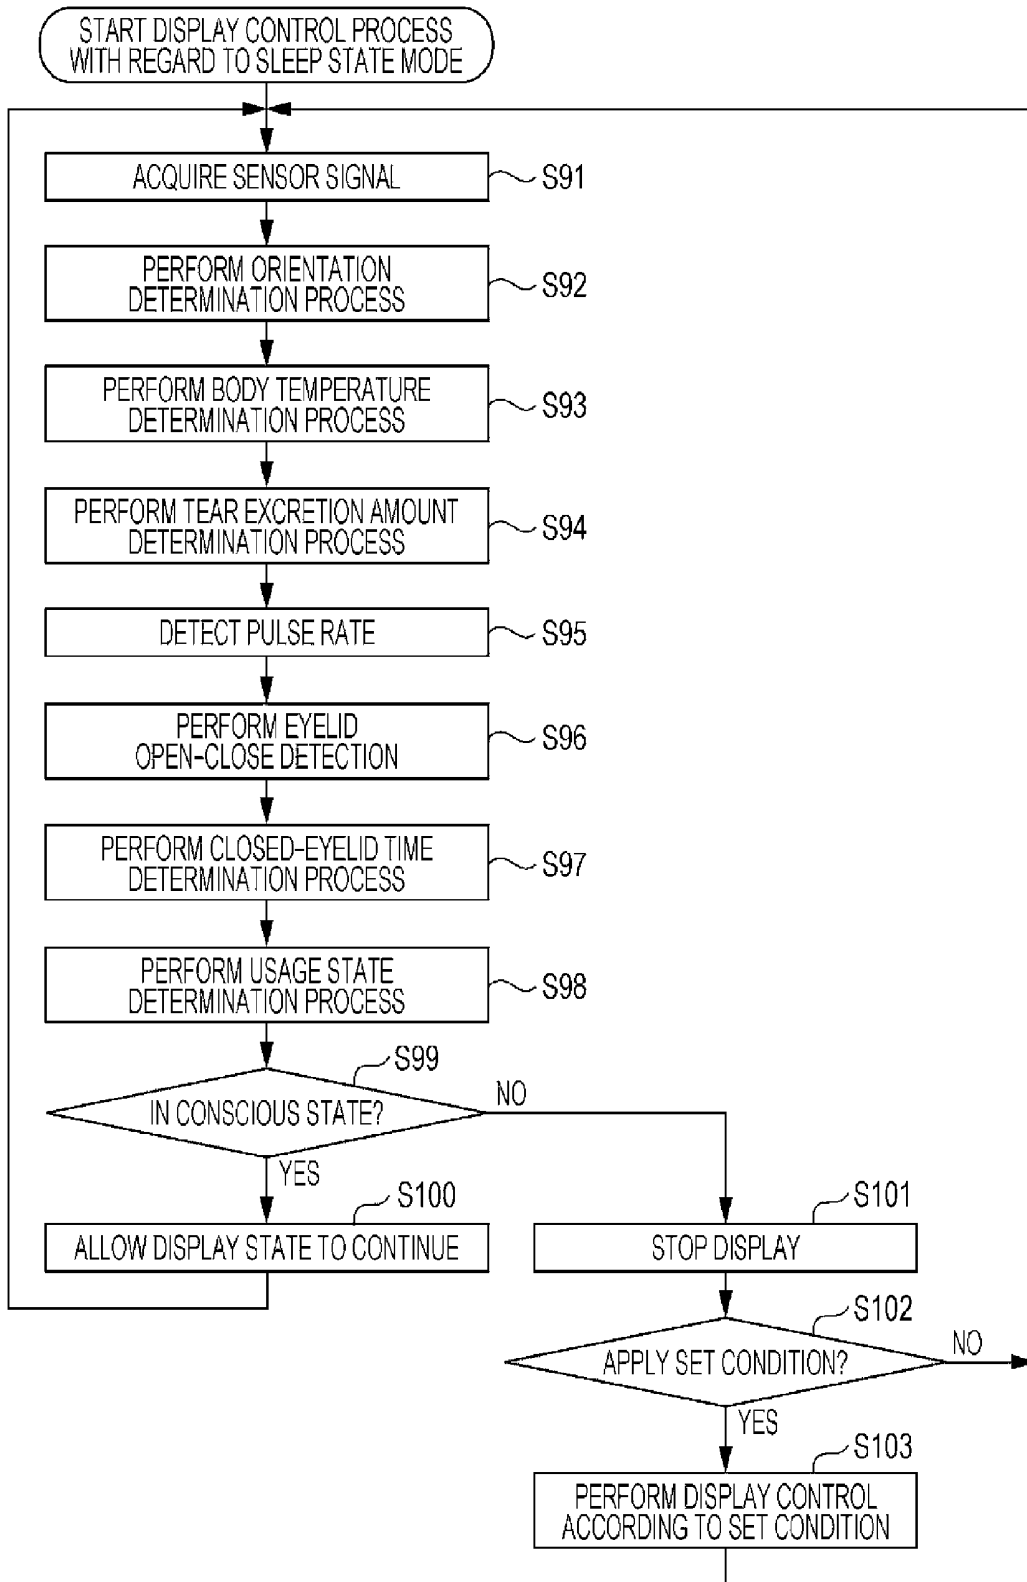 START DISPLAY CONTROL PROCESS
WITH REGARD TO SLEEP STATE MODE
ACQUIRE SENSOR SIGNAL
S91
PERFORM ORIENTATION
DETERMINATION PROCESS
S92
PERFORM BODY TEMPERATURE
DETERMINATION PROCESS
S93
PERFORM TEAR EXCRETION AMOUNT
DETERMINATION PROCESS
S94
DETECT PULSE RATE
S95
PERFORM EYELID
OPEN-CLOSE DETECTION
S96
PERFORM CLOSED-EYELID TIME
DETERMINATION PROCESS
S97
PERFORM USAGE STATE
DETERMINATION PROCESS
S98
S99
IN CONSCIOUS STATE?
NO
YES
S100
ALLOW DISPLAY STATE TO CONTINUE
S101
STOP DISPLAY
S102
APPLY SET CONDITION?
NO
YES
S103
PERFORM DISPLAY CONTROL
ACCORDING TO SET CONDITION